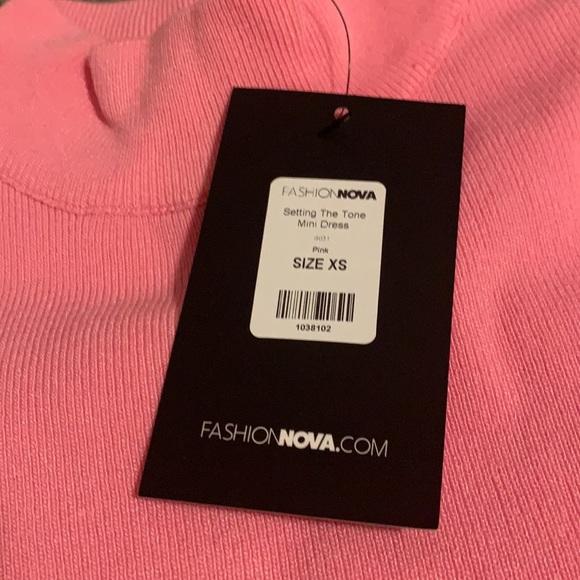 FASHIONNOVA
Setting The Tone
Mini Dress
Pink
SIZE XS
1038102
FASHIONNOVA.COM